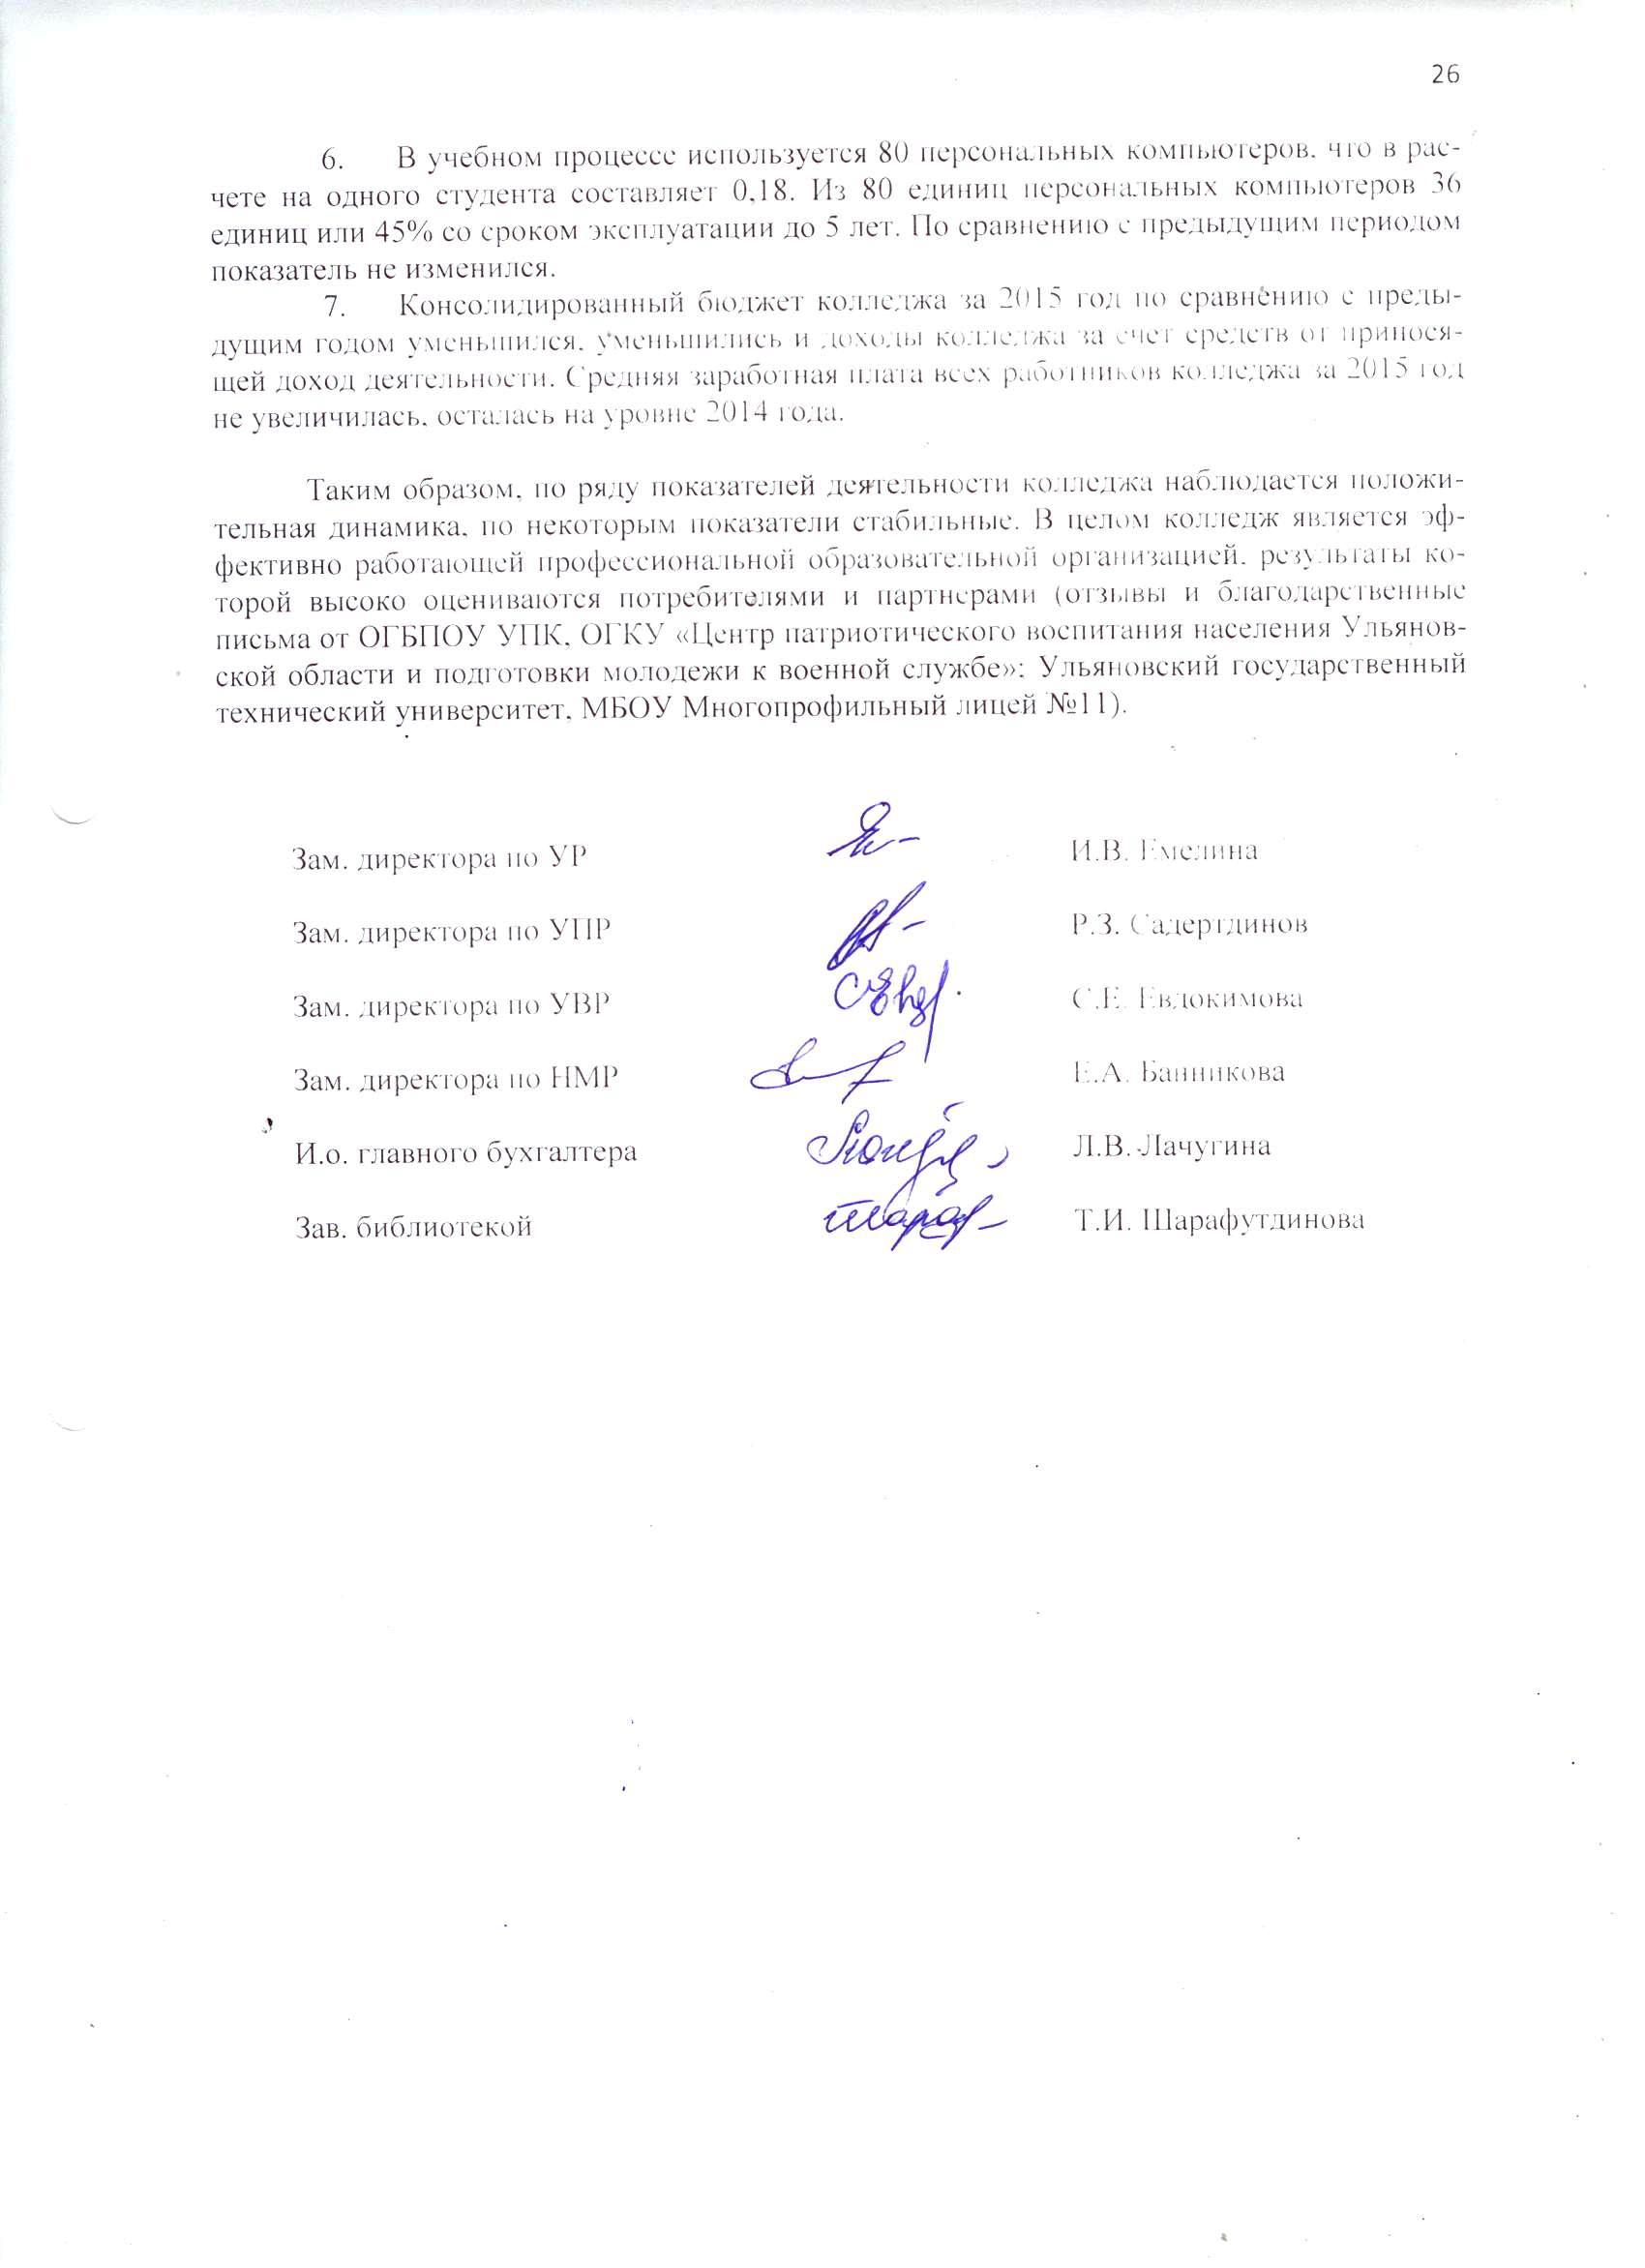 26
6. В учебном процессе используется 80 персональных компьютеров, что в рас-
чете на одного студента составляет 0,18. Из 80 единиц персональных компьютеров 36
единиц или 45% со сроком эксплуатации до 5 лет. По сравнению с предыдущим периодом
показатель не изменился.
7. Консолидированный бюджет колледжа за 2015 год по сравнению с преды-
дущим годом уменьшился, уменьшились и доходы колледжа за счет средств от принося-
щей доход деятельности. Средняя заработная плата всех работников колледжа за 2015 год
не увеличилась, осталась на уровне 2014 года.
Таким образом, по ряду показателей деятельности колледжа наблюдается положи-
тельная динамика, по некоторым показатели стабильные. В целом колледж является эф-
фективно работающей профессиональной образовательной организацией, результаты ко-
торой высоко оцениваются потребителями и партнерами (отзывы и благодарственные
письма от ОГБПОУ УПК, ОГКУ «Центр патриотического воспитания населения Ульянов-
ской области и подготовки молодежи к военной службе»; Ульяновский государственный
технический университет, МБОУ Многопрофильный лицей №11).
Зам. директора по УР И.В. Емелина
Зам. директора по УПР Р.З. Садертдинов
Зам. директора по УВР С.Е. Евдокимова
Зам. директора по НМР Е.А. Банникова
И.о. главного бухгалтера Л.В. Лачугина
Зав. библиотекой Т.И. Шарафутдинова